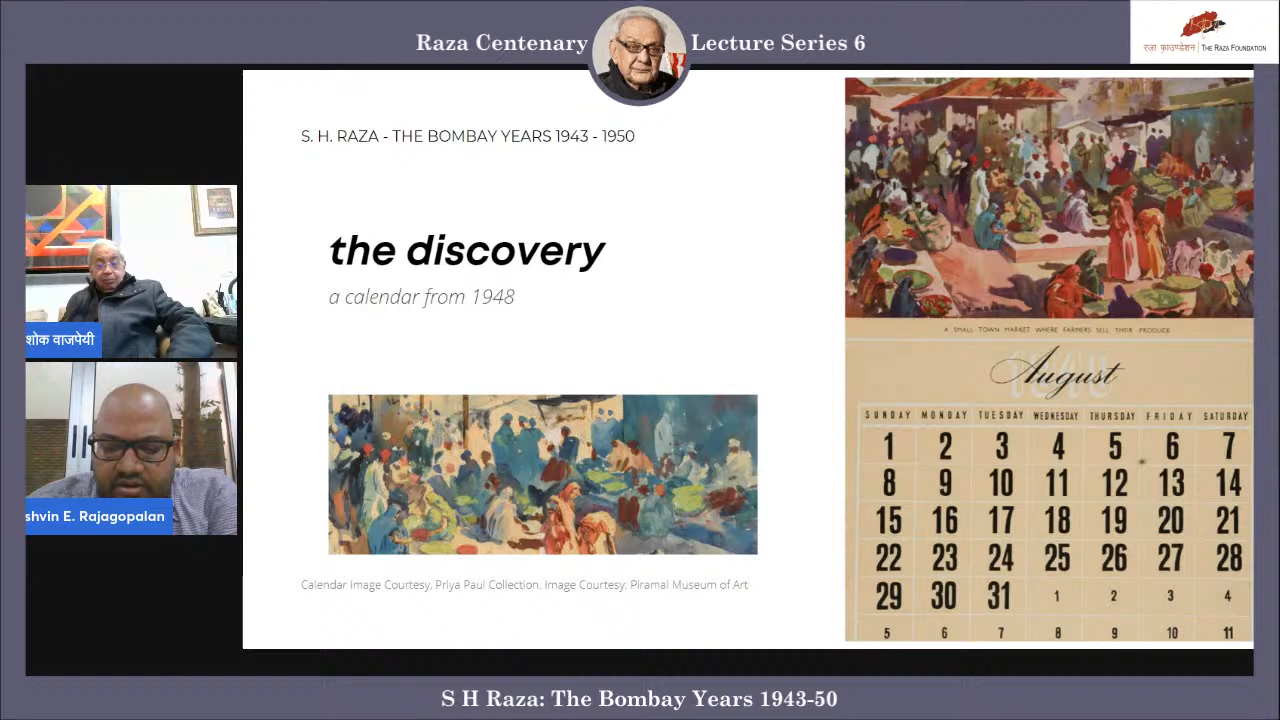 Raza Centenary Lecture Series 6
रज़ा फ़ाउण्डेशन | THE RAZA FOUNDATION
S. H. RAZA - THE BOMBAY YEARS 1943 - 1950
the discovery
a calendar from 1948
शोक वाजपेयी
shvin E. Rajagopalan
Calendar Image Courtesy, Priya Paul Collection. Image Courtesy: Piramal Museum of Art
A SMALL TOWN MARKET WHERE FARMERS SELL THEIR PRODUCE
August
SUNDAY MONDAY TUESDAY WEDNESDAY THURSDAY FRIDAY SATURDAY
1 2 3 4 5 6 7
8 9 10 11 12 13 14
15 16 17 18 19 20 21
22 23 24 25 26 27 28
29 30 31 1 2 3 4
5 6 7 8 9 10 11
S H Raza: The Bombay Years 1943-50